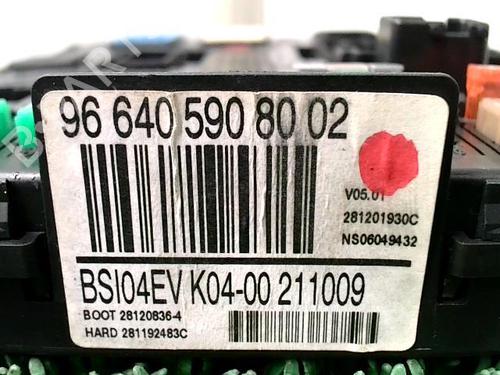 96 640 590 80 02
V05.01
281201930C
NS06049432
BSI04EV K04-00 211009
BOOT 28120836-4
HARD 281192483C